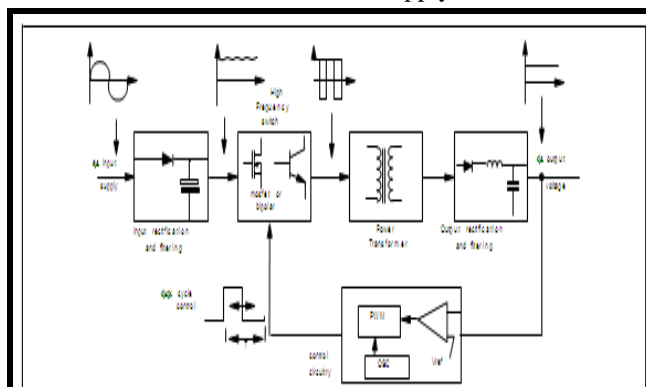 supply
High
Frequency
switch
input
supply
mosfet or
bipolar
output
voltage
Input rectification
and filtering
Power
Transformer
Output rectification
and filtering
cycle
control
T
PWM
OSC
Vref
control
circuitry